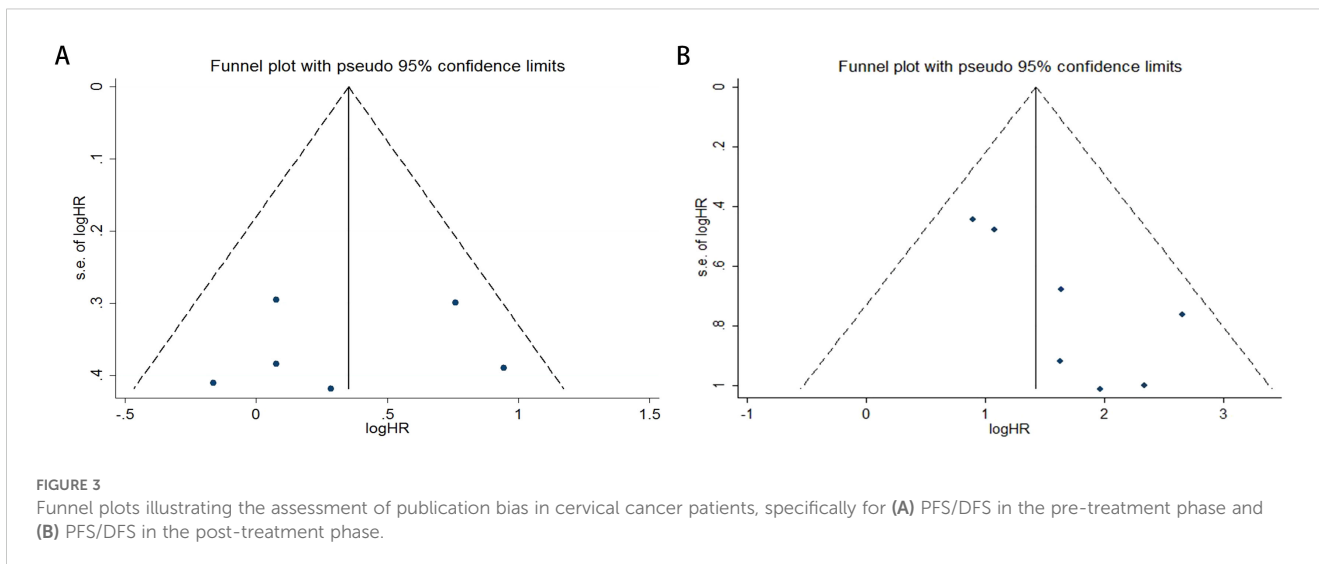 A
Funnel plot with pseudo 95% confidence limits
s.e. of logHR
0
.1
.2
.3
.4
-.5
0
.5
1
1.5
logHR
B
Funnel plot with pseudo 95% confidence limits
s.e. of logHR
0
.2
.4
.6
.8
1
-1
0
1
2
3
logHR
FIGURE 3
Funnel plots illustrating the assessment of publication bias in cervical cancer patients, specifically for (A) PFS/DFS in the pre-treatment phase and
(B) PFS/DFS in the post-treatment phase.